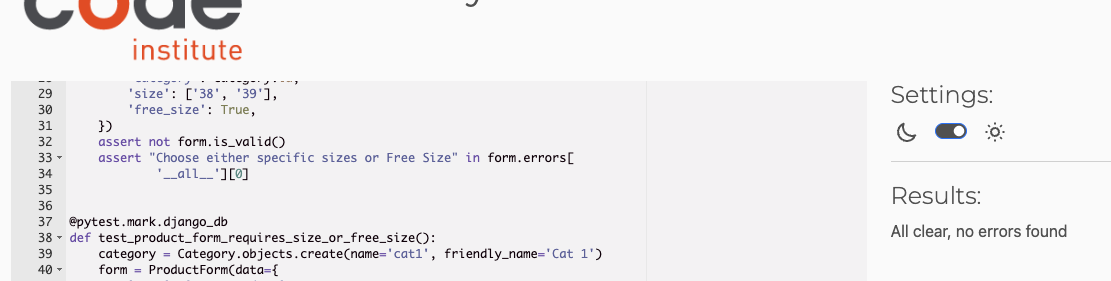 code
institute
29 'size': ['38', '39'],
30 'free_size': True,
31 })
32 assert not form.is_valid()
33 assert "Choose either specific sizes or Free Size" in form.errors[
34 '__all__'][0]
35
36
37 @pytest.mark.django_db
38 def test_product_form_requires_size_or_free_size():
39 category = Category.objects.create(name='cat1', friendly_name='Cat 1')
40 form = ProductForm(data={
Settings:
Results:
All clear, no errors found